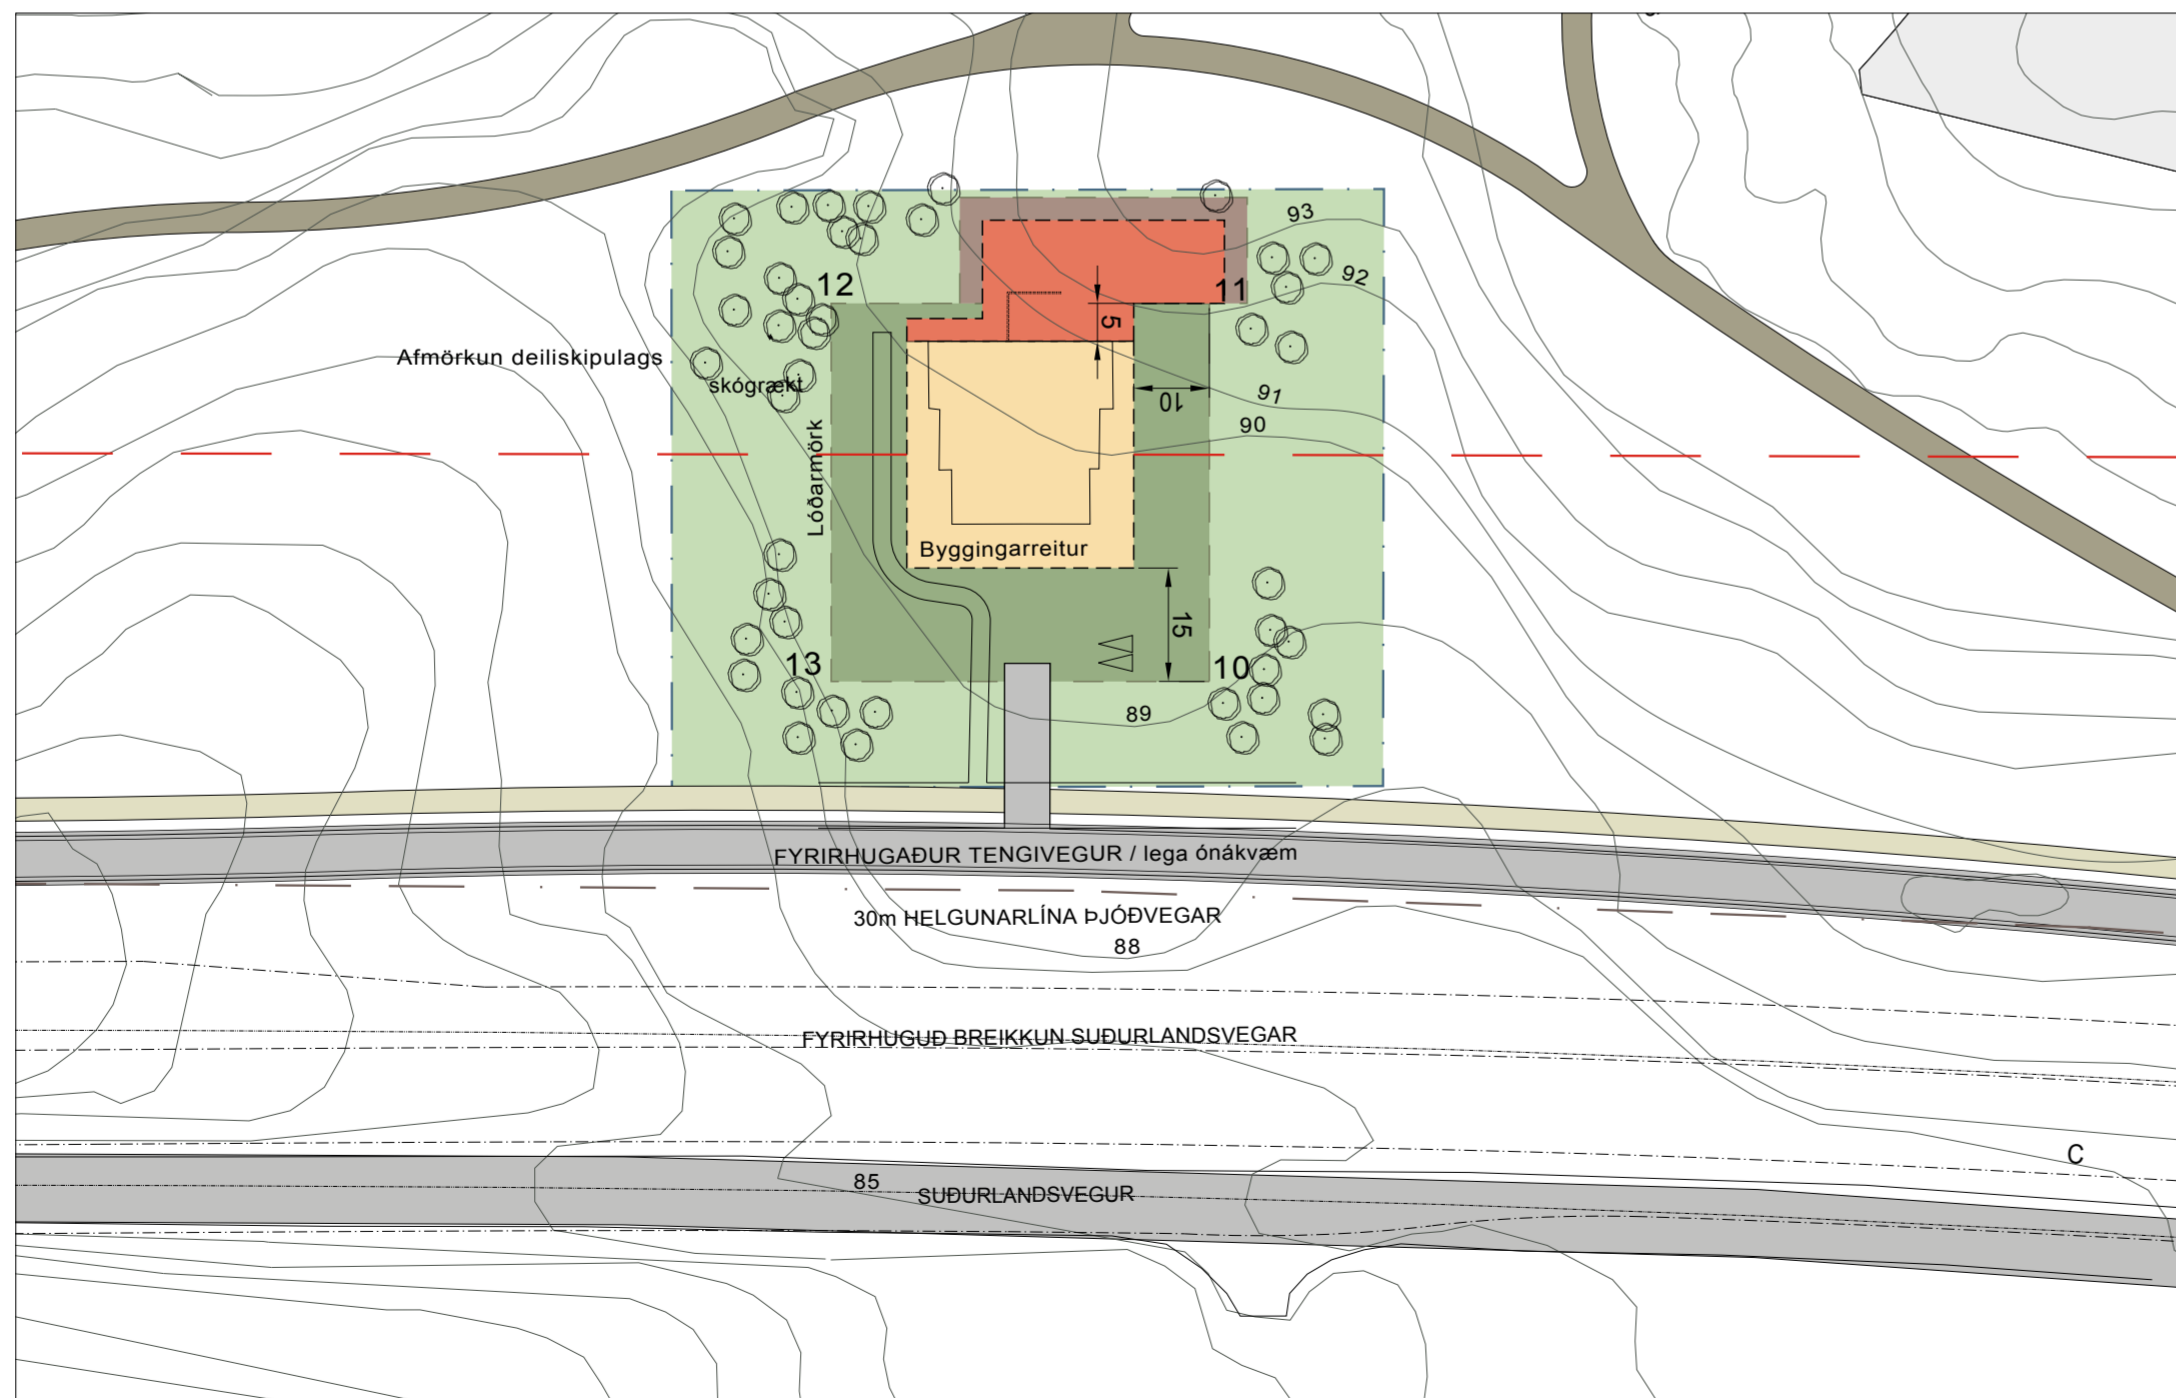 93
92
12
11
5
Afmörkun deiliskipulags
skógrækt
91
10
90
Lóðarmörk
Byggingarreitur
15
13
10
89
FYRIRHUGAÐUR TENGIVEGUR / lega ónákvæm
30m HELGUNARLÍNA ÞJÓÐVEGAR
88
FYRIRHUGUÐ BREIKKUN SUÐURLANDSVEGAR
C
85
SUÐURLANDSVEGUR